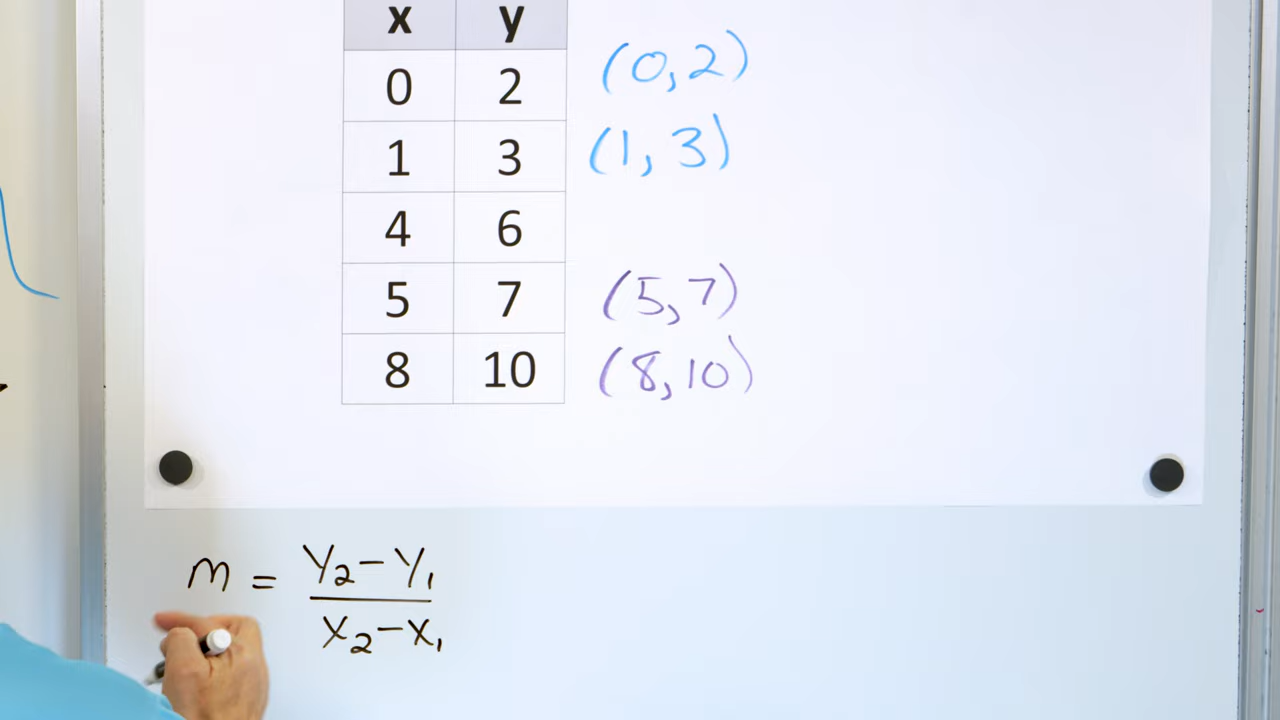 x y
0 2 (0,2)
1 3 (1,3)
4 6
5 7 (5,7)
8 10 (8,10)
m = y₂-y₁
x₂-x₁